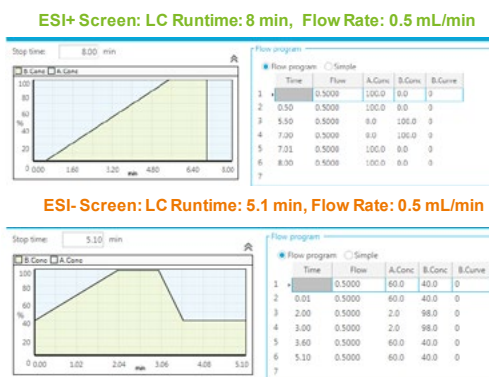 ESI+ Screen: LC Runtime: 8 min, Flow Rate: 0.5 mL/min
Stop time: 8.00 min
B.Conc A.Conc
100
80
60
%
40
20
0
0.00 1.60 3.20 min 4.80 6.40 8.00
Flow program
Flow program Simple
Time Flow A.Conc B.Conc B.Curve
1 0.5000 100.0 0.0 0
2 0.50 0.5000 100.0 0.0 0
3 5.50 0.5000 0.0 100.0 0
4 7.00 0.5000 0.0 100.0 0
5 7.01 0.5000 100.0 0.0 0
6 8.00 0.5000 100.0 0.0 0
7
ESI- Screen: LC Runtime: 5.1 min, Flow Rate: 0.5 mL/min
Stop time: 5.10 min
B.Conc A.Conc
100
80
60
%
40
20
0
0.00 1.02 2.04 min 3.06 4.08 5.10
Flow program
Flow program Simple
Time Flow A.Conc B.Conc B.Curve
1 0.5000 60.0 40.0 0
2 0.01 0.5000 60.0 40.0 0
3 2.00 0.5000 2.0 98.0 0
4 3.00 0.5000 2.0 98.0 0
5 3.60 0.5000 60.0 40.0 0
6 5.10 0.5000 60.0 40.0 0
7